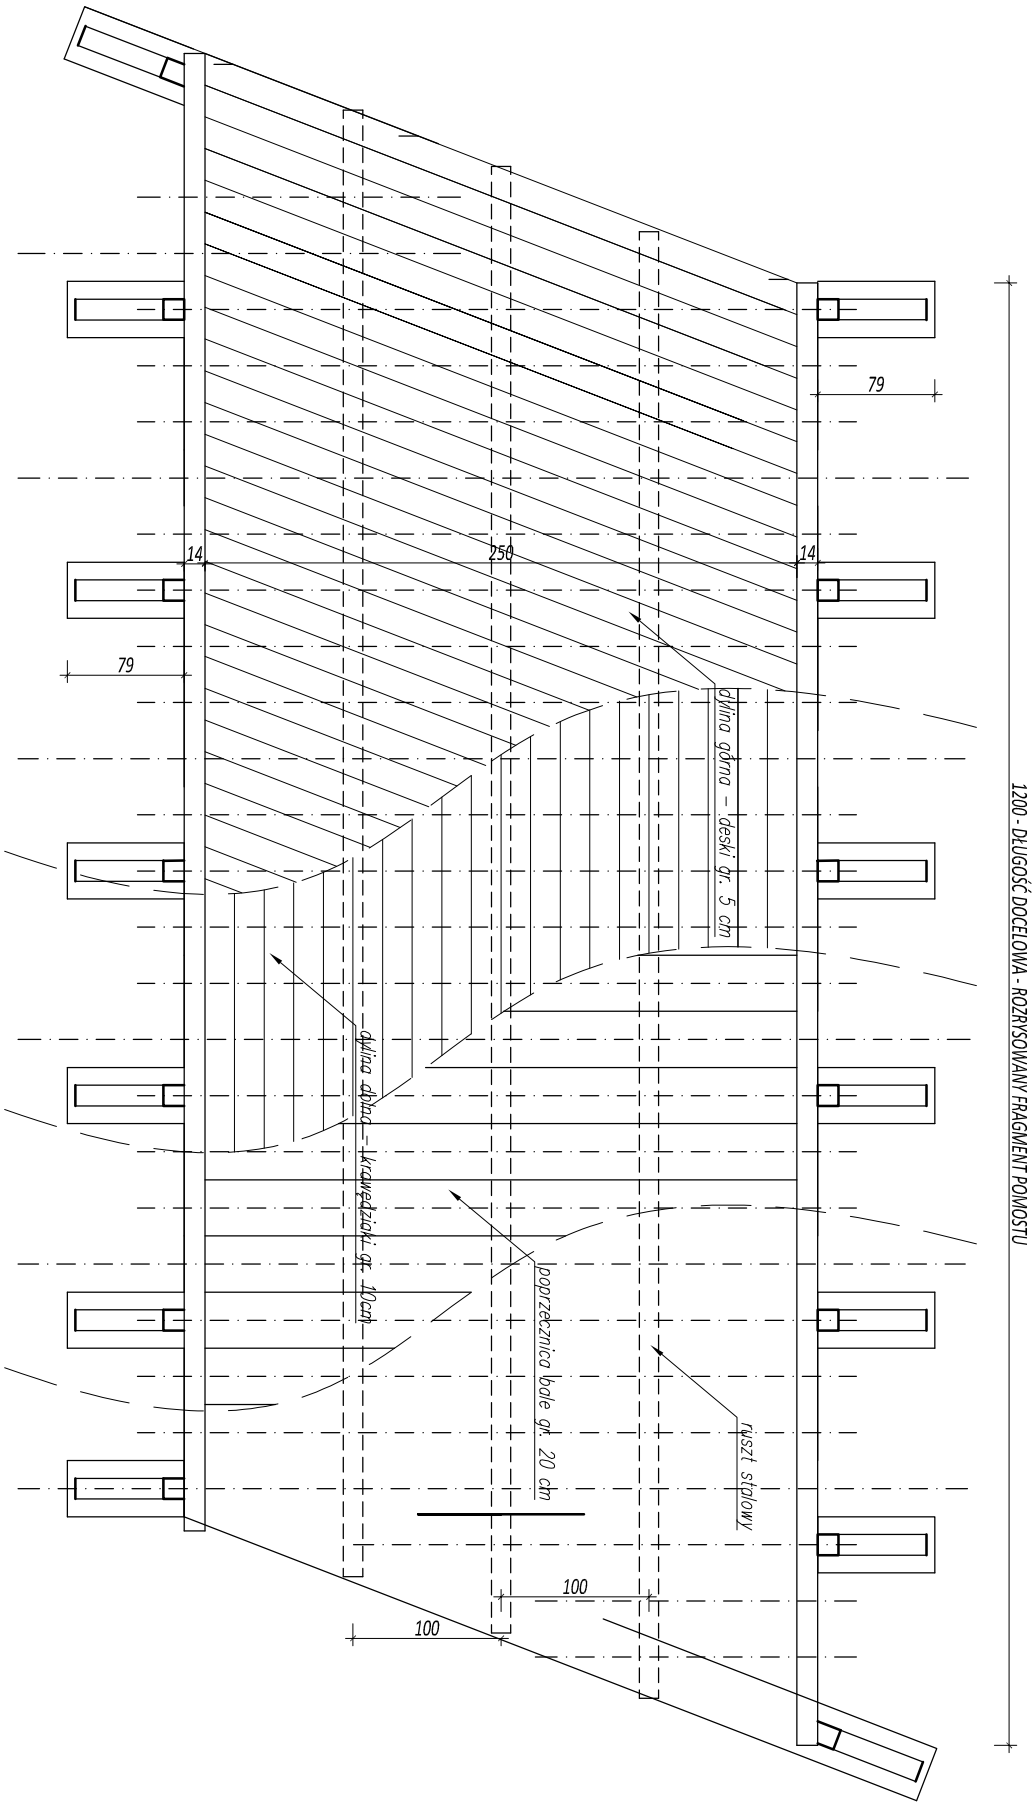 79
14
250
14
79
dylina górna - deski gr. 5 cm
1200 - DŁUGOŚĆ DOCELOWA - ROZRYSOWANY FRAGMENT POMOSTU
dylina dolna - krawędziaki gr. 10cm
poprzecznica bale gr. 20 cm
ruszt stalowy
100
100